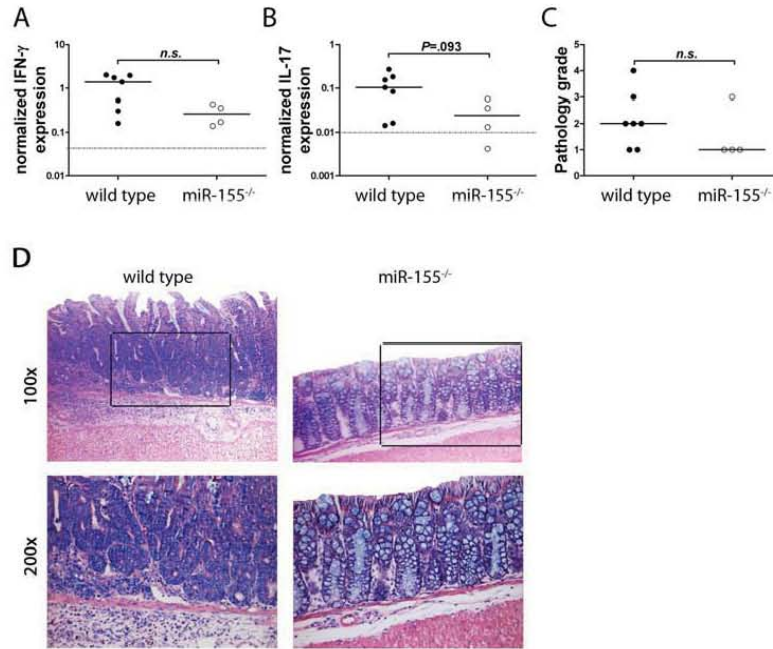 A
normalized IFN-γ
expression
10
1
0.1
0.01
n.s.
wild type
miR-155-/-
B
normalized IL-17
expression
1
0.1
0.01
0.001
P=.093
wild type
miR-155-/-
C
Pathology grade
5
4
3
2
1
0
n.s.
wild type
miR-155-/-
D
wild type
miR-155-/-
100x
200x